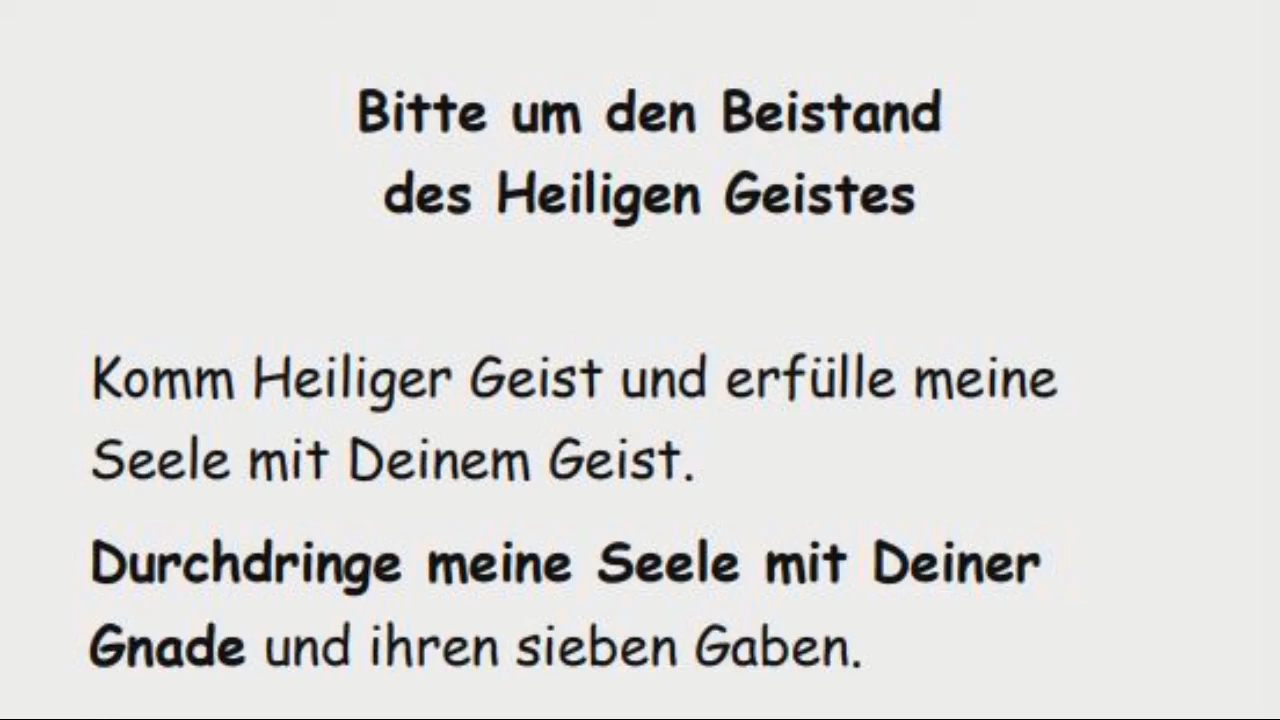 Bitte um den Beistand
des Heiligen Geistes
Komm Heiliger Geist und erfülle meine
Seele mit Deinem Geist.
Durchdringe meine Seele mit Deiner
Gnade und ihren sieben Gaben.